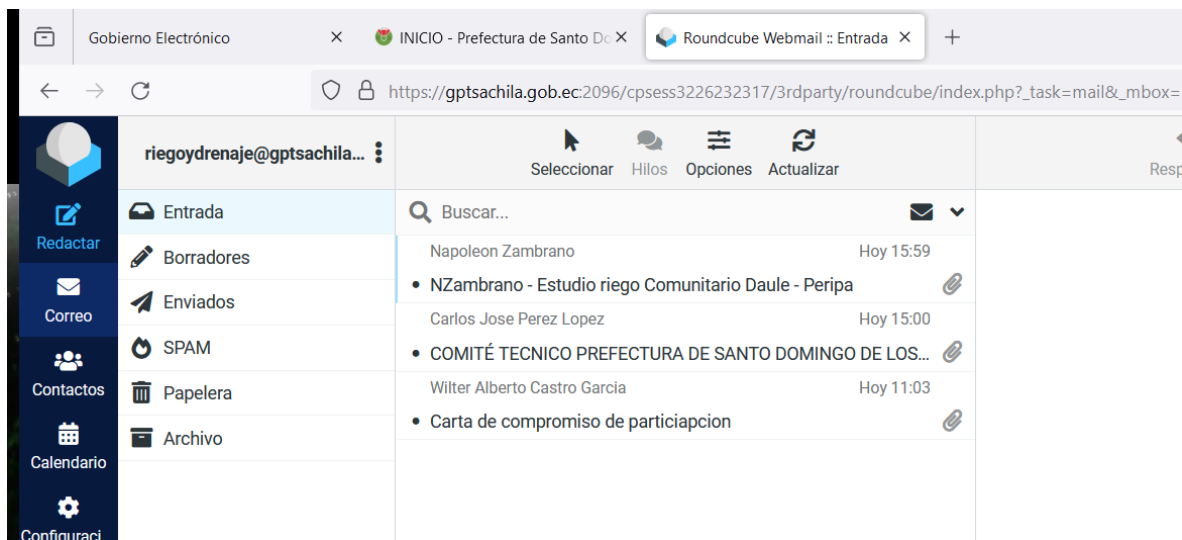 Gobierno Electrónico
INICIO - Prefectura de Santo Do
Roundcube Webmail :: Entrada
https://gptsachila.gob.ec:2096/cpsess3226232317/3rdparty/roundcube/index.php?_task=mail&_mbox=
riegoydrenaje@gptsachila...
Seleccionar
Hilos
Opciones
Actualizar
Resp
Redactar
Correo
Contactos
Calendario
Configuraci
Entrada
Borradores
Enviados
SPAM
Papelera
Archivo
Buscar...
Napoleon Zambrano Hoy 15:59
• NZambrano - Estudio riego Comunitario Daule - Peripa
Carlos Jose Perez Lopez Hoy 15:00
• COMITÉ TECNICO PREFECTURA DE SANTO DOMINGO DE LOS...
Wilter Alberto Castro Garcia Hoy 11:03
• Carta de compromiso de particiapcion